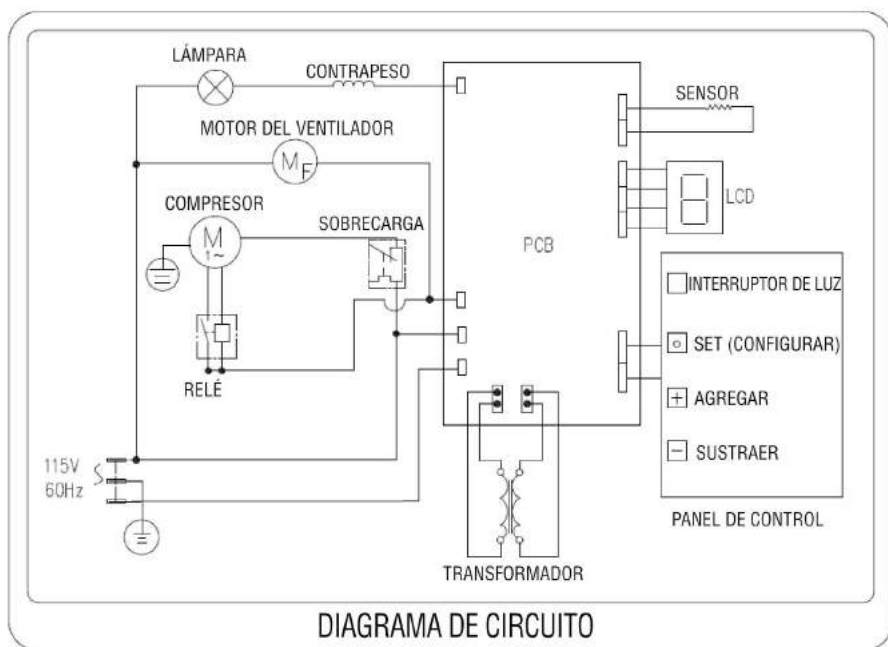 LÁMPARA
CONTRAPESO
SENSOR
MOTOR DEL VENTILADOR
M F
LCD
COMPRESOR
M
1~
SOBRECARGA
PCB
INTERRUPTOR DE LUZ
SET (CONFIGURAR)
RELÉ
+ AGREGAR
- SUSTRAER
115V
60Hz
PANEL DE CONTROL
TRANSFORMADOR
DIAGRAMA DE CIRCUITO